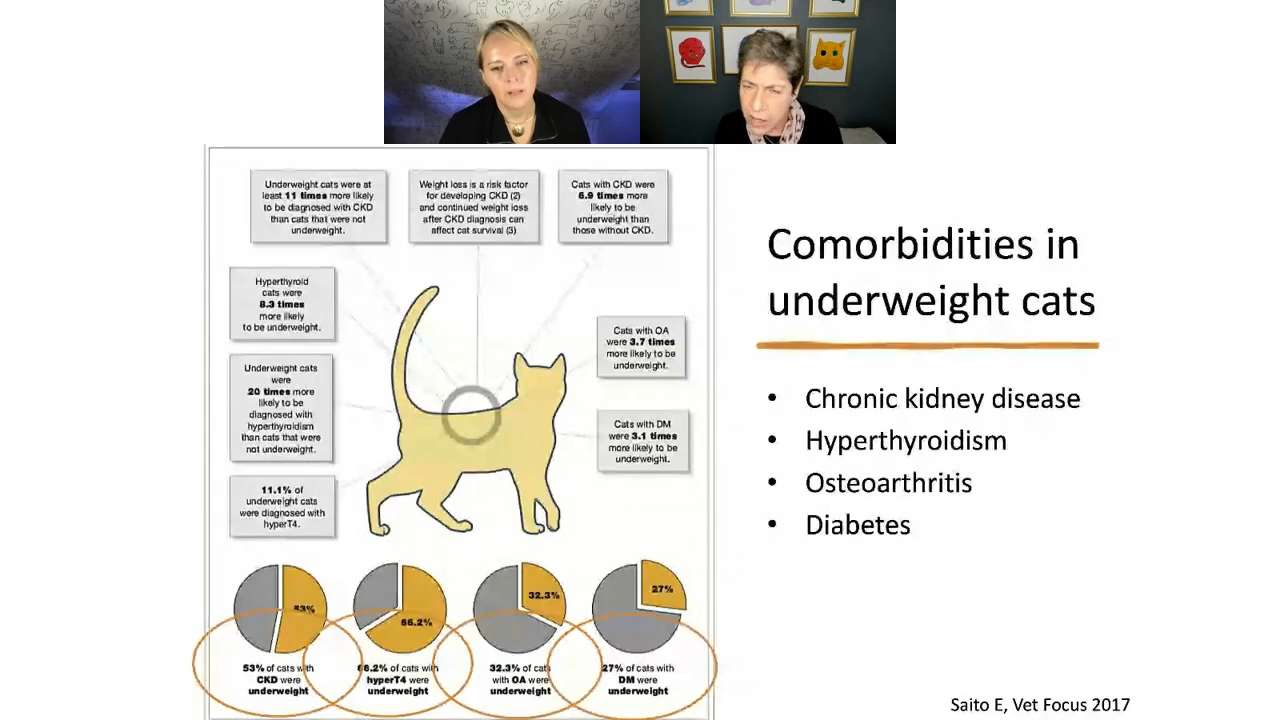 Underweight cats were at
least 11 times more likely
to be diagnosed with CKD
than cats that were not
underweight.
Weight loss is a risk factor
for developing CKD (2)
and continued weight loss
after CKD diagnosis can
affect cat survival (3)
Cats with CKD were
6.9 times more
likely to be
underweight than
those without CKD.
Hyperthyroid
cats were
8.3 times
more likely
to be underweight.
Underweight cats
were
20 times more
likely to be
diagnosed with
hyperthyroidism
than cats that were
not underweight.
11.1% of
underweight cats
were diagnosed with
hyperT4.
Cats with OA
were 3.7 times
more likely to be
underweight.
Cats with DM
were 3.1 times
more likely to be
underweight.
53%
66.2%
32.3%
27%
53% of cats with
CKD were
underweight
66.2% of cats with
hyperT4 were
underweight
32.3% of cats
with OA were
underweight
27% of cats with
DM were
underweight
Comorbidities in
underweight cats
• Chronic kidney disease
• Hyperthyroidism
• Osteoarthritis
• Diabetes
Saito E, Vet Focus 2017